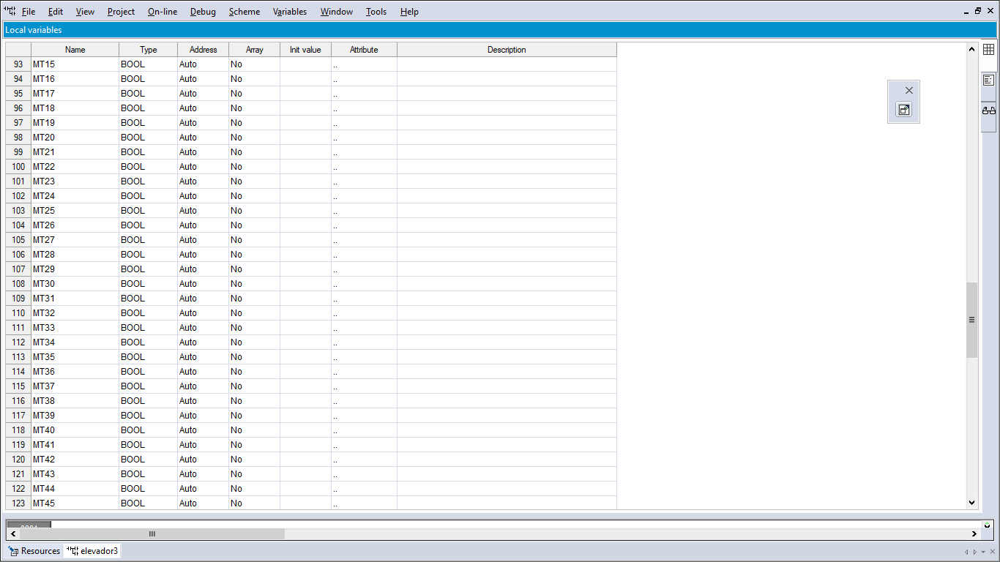 File Edit View Project On-line Debug Scheme Variables Window Tools Help
Local variables
Name Type Address Array Init value Attribute Description
93 MT15 BOOL Auto No ..
94 MT16 BOOL Auto No ..
95 MT17 BOOL Auto No ..
96 MT18 BOOL Auto No ..
97 MT19 BOOL Auto No ..
98 MT20 BOOL Auto No ..
99 MT21 BOOL Auto No ..
100 MT22 BOOL Auto No ..
101 MT23 BOOL Auto No ..
102 MT24 BOOL Auto No ..
103 MT25 BOOL Auto No ..
104 MT26 BOOL Auto No ..
105 MT27 BOOL Auto No ..
106 MT28 BOOL Auto No ..
107 MT29 BOOL Auto No ..
108 MT30 BOOL Auto No ..
109 MT31 BOOL Auto No ..
110 MT32 BOOL Auto No ..
111 MT33 BOOL Auto No ..
112 MT34 BOOL Auto No ..
113 MT35 BOOL Auto No ..
114 MT36 BOOL Auto No ..
115 MT37 BOOL Auto No ..
116 MT38 BOOL Auto No ..
117 MT39 BOOL Auto No ..
118 MT40 BOOL Auto No ..
119 MT41 BOOL Auto No ..
120 MT42 BOOL Auto No ..
121 MT43 BOOL Auto No ..
122 MT44 BOOL Auto No ..
123 MT45 BOOL Auto No ..
Resources elevador3